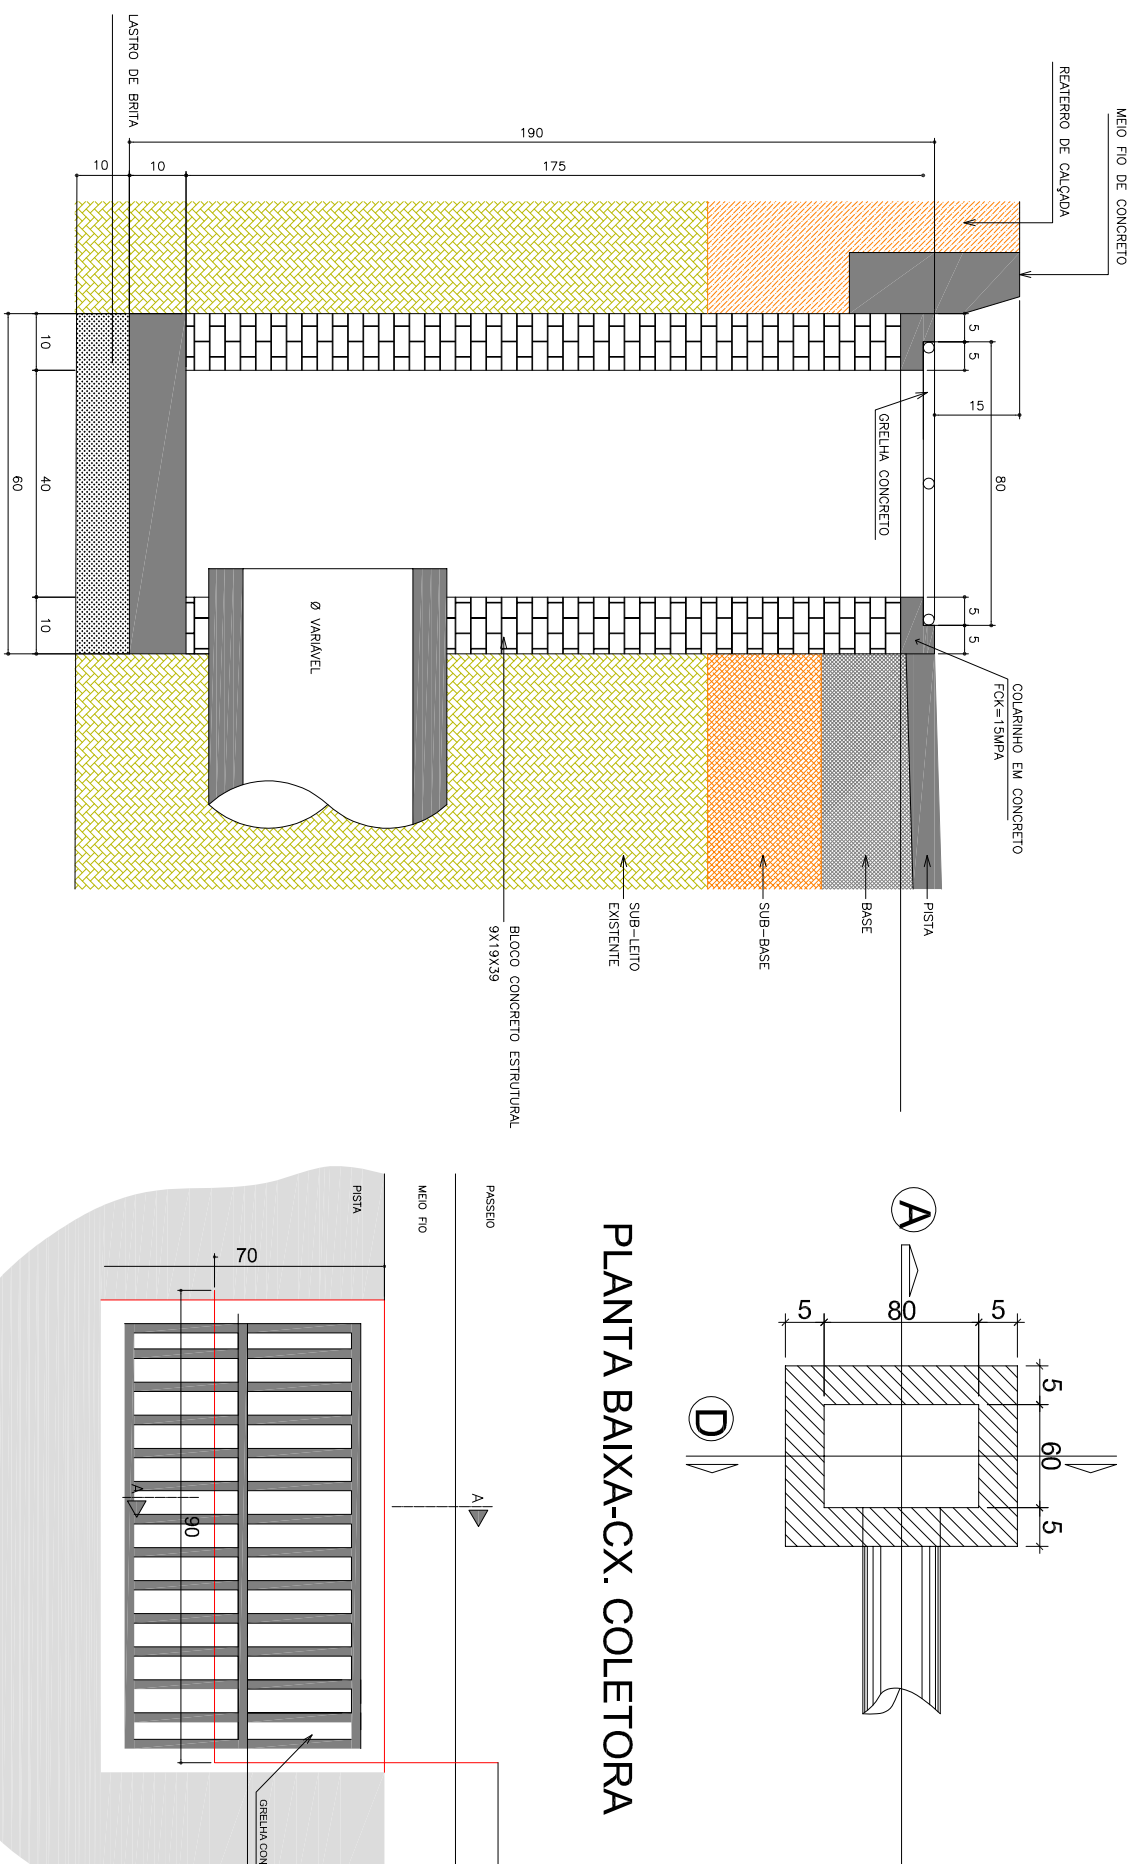 MEIO FIO DE CONCRETO
REATERRO DE CALÇADA
LASTRO DE BRITA
190
10
10
175
5
5
15
80
GRELHA CONCRETO
5
5
10
40
10
60
Ø VARIÁVEL
COLARINHO EM CONCRETO
FCK=15MPA
PISTA
BASE
SUB-BASE
SUB-LEITO
EXISTENTE
BLOCO CONCRETO ESTRUTURAL
9X19X39
A
5
80
5
5
60
5
D
PLANTA BAIXA-CX. COLETORA
PASSEIO
MEIO FIO
PISTA
70
90
A
A
GRELHA CON